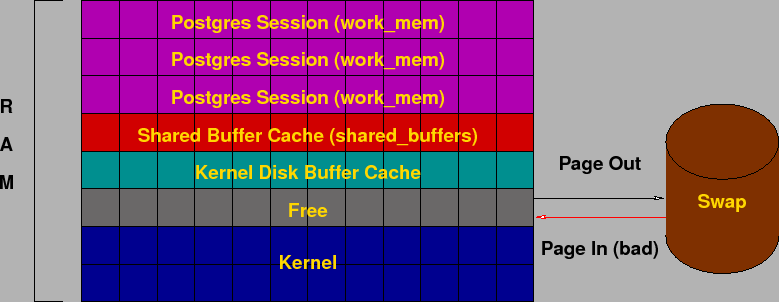 Postgres Session (work_mem)
Postgres Session (work_mem)
Postgres Session (work_mem)
R
A
M
Shared Buffer Cache (shared_buffers)
Kernel Disk Buffer Cache
Page Out
Free
Swap
Page In (bad)
Kernel